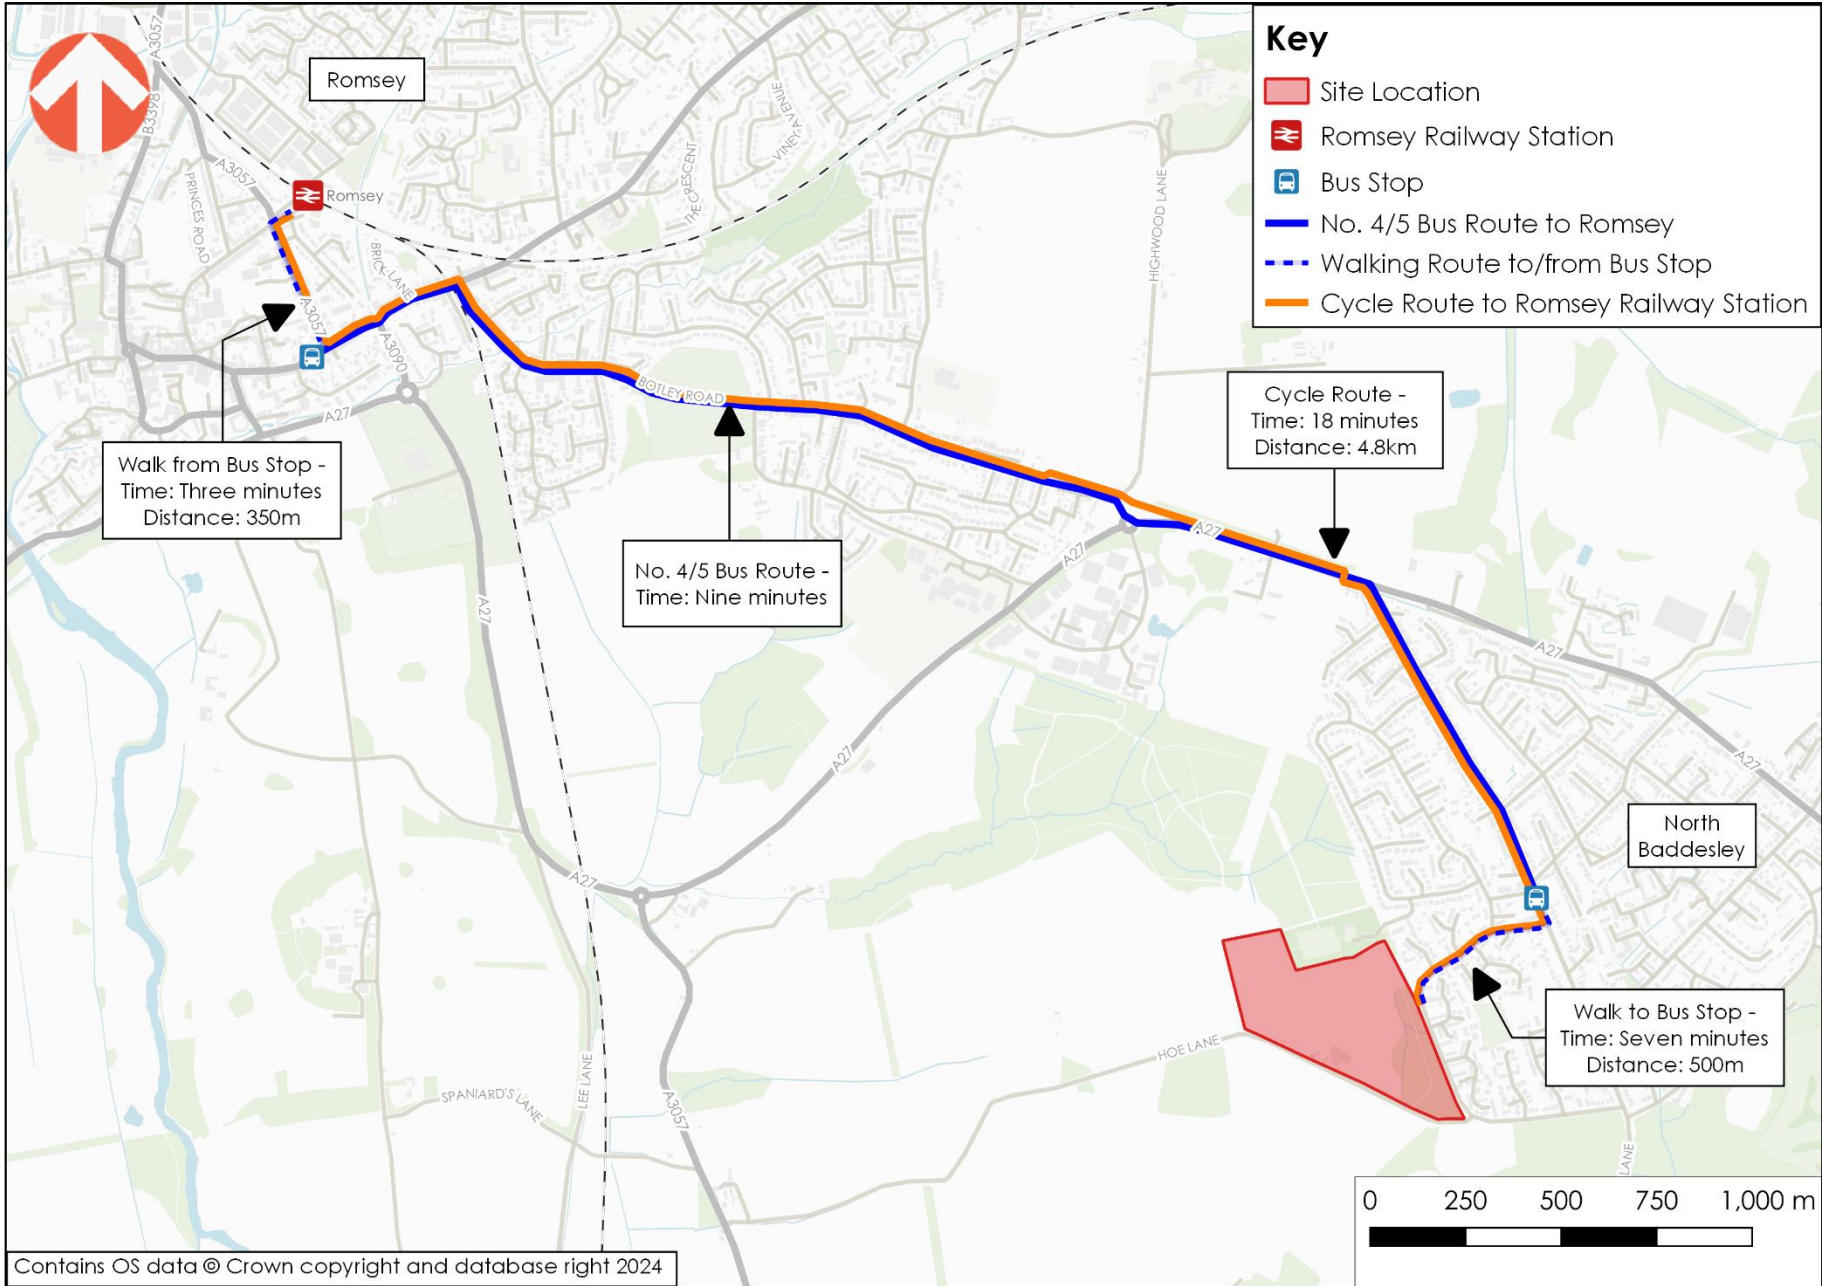 Key
Site Location
Romsey Railway Station
Bus Stop
No. 4/5 Bus Route to Romsey
Walking Route to/from Bus Stop
Cycle Route to Romsey Railway Station
Romsey
A3057
B3398
A3057
PRINCES ROAD
Romsey
BRICK LANE
A3057
A3090
A27
THE CRESCENT
VINEY AVENUE
HIGHWOOD LANE
BOTLEY ROAD
Walk from Bus Stop -
Time: Three minutes
Distance: 350m
No. 4/5 Bus Route -
Time: Nine minutes
Cycle Route -
Time: 18 minutes
Distance: 4.8km
A27
A27
A27
A27
A27
A27
A27
North
Baddesley
Walk to Bus Stop -
Time: Seven minutes
Distance: 500m
HOE LANE
LEE LANE
SPANIARD'S LANE
A3057
LANE
0 250 500 750 1,000 m
Contains OS data © Crown copyright and database right 2024